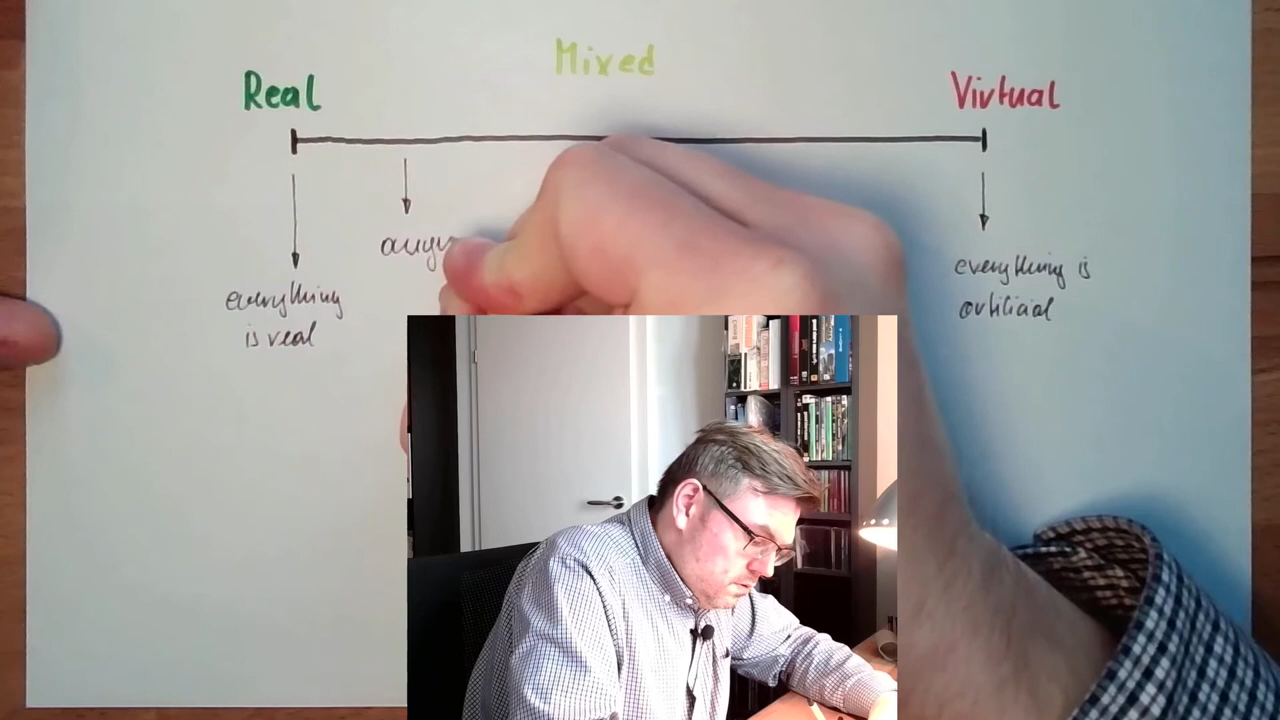 Mixed
Real
Virtual
everything
is real
everything is
artificial